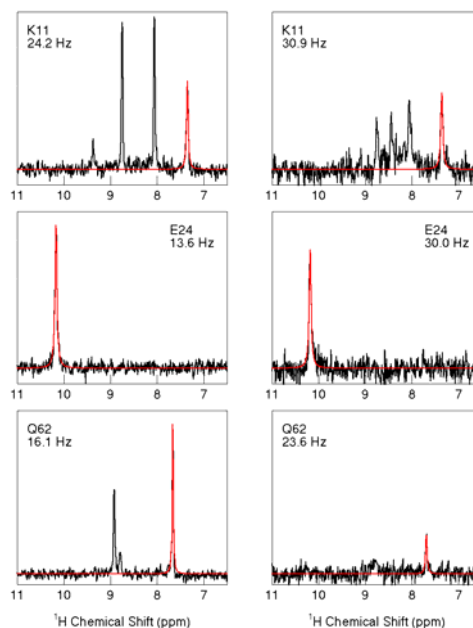 K11
24.2 Hz
K11
30.9 Hz
11 10 9 8 7
11 10 9 8 7
E24
13.6 Hz
E24
30.0 Hz
11 10 9 8 7
11 10 9 8 7
Q62
16.1 Hz
Q62
23.6 Hz
11 10 9 8 7
11 10 9 8 7
¹H Chemical Shift (ppm)
¹H Chemical Shift (ppm)